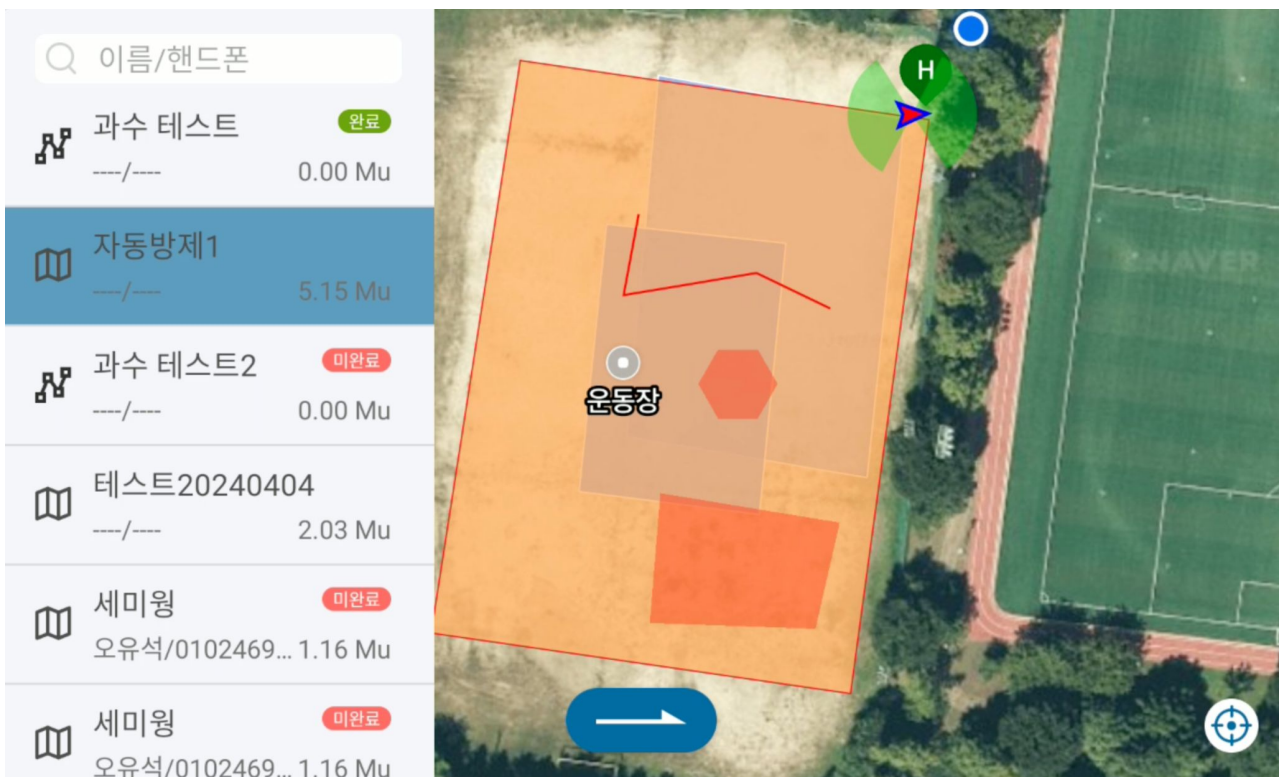 이름/핸드폰
과수 테스트
완료
----/----
0.00 Mu
자동방제1
----/----
5.15 Mu
과수 테스트2
미완료
----/----
0.00 Mu
테스트20240404
----/----
2.03 Mu
세미웡
미완료
오유석/0102469...
1.16 Mu
세미웡
미완료
오유석/0102469...
1.16 Mu
H
NAVER
운동장